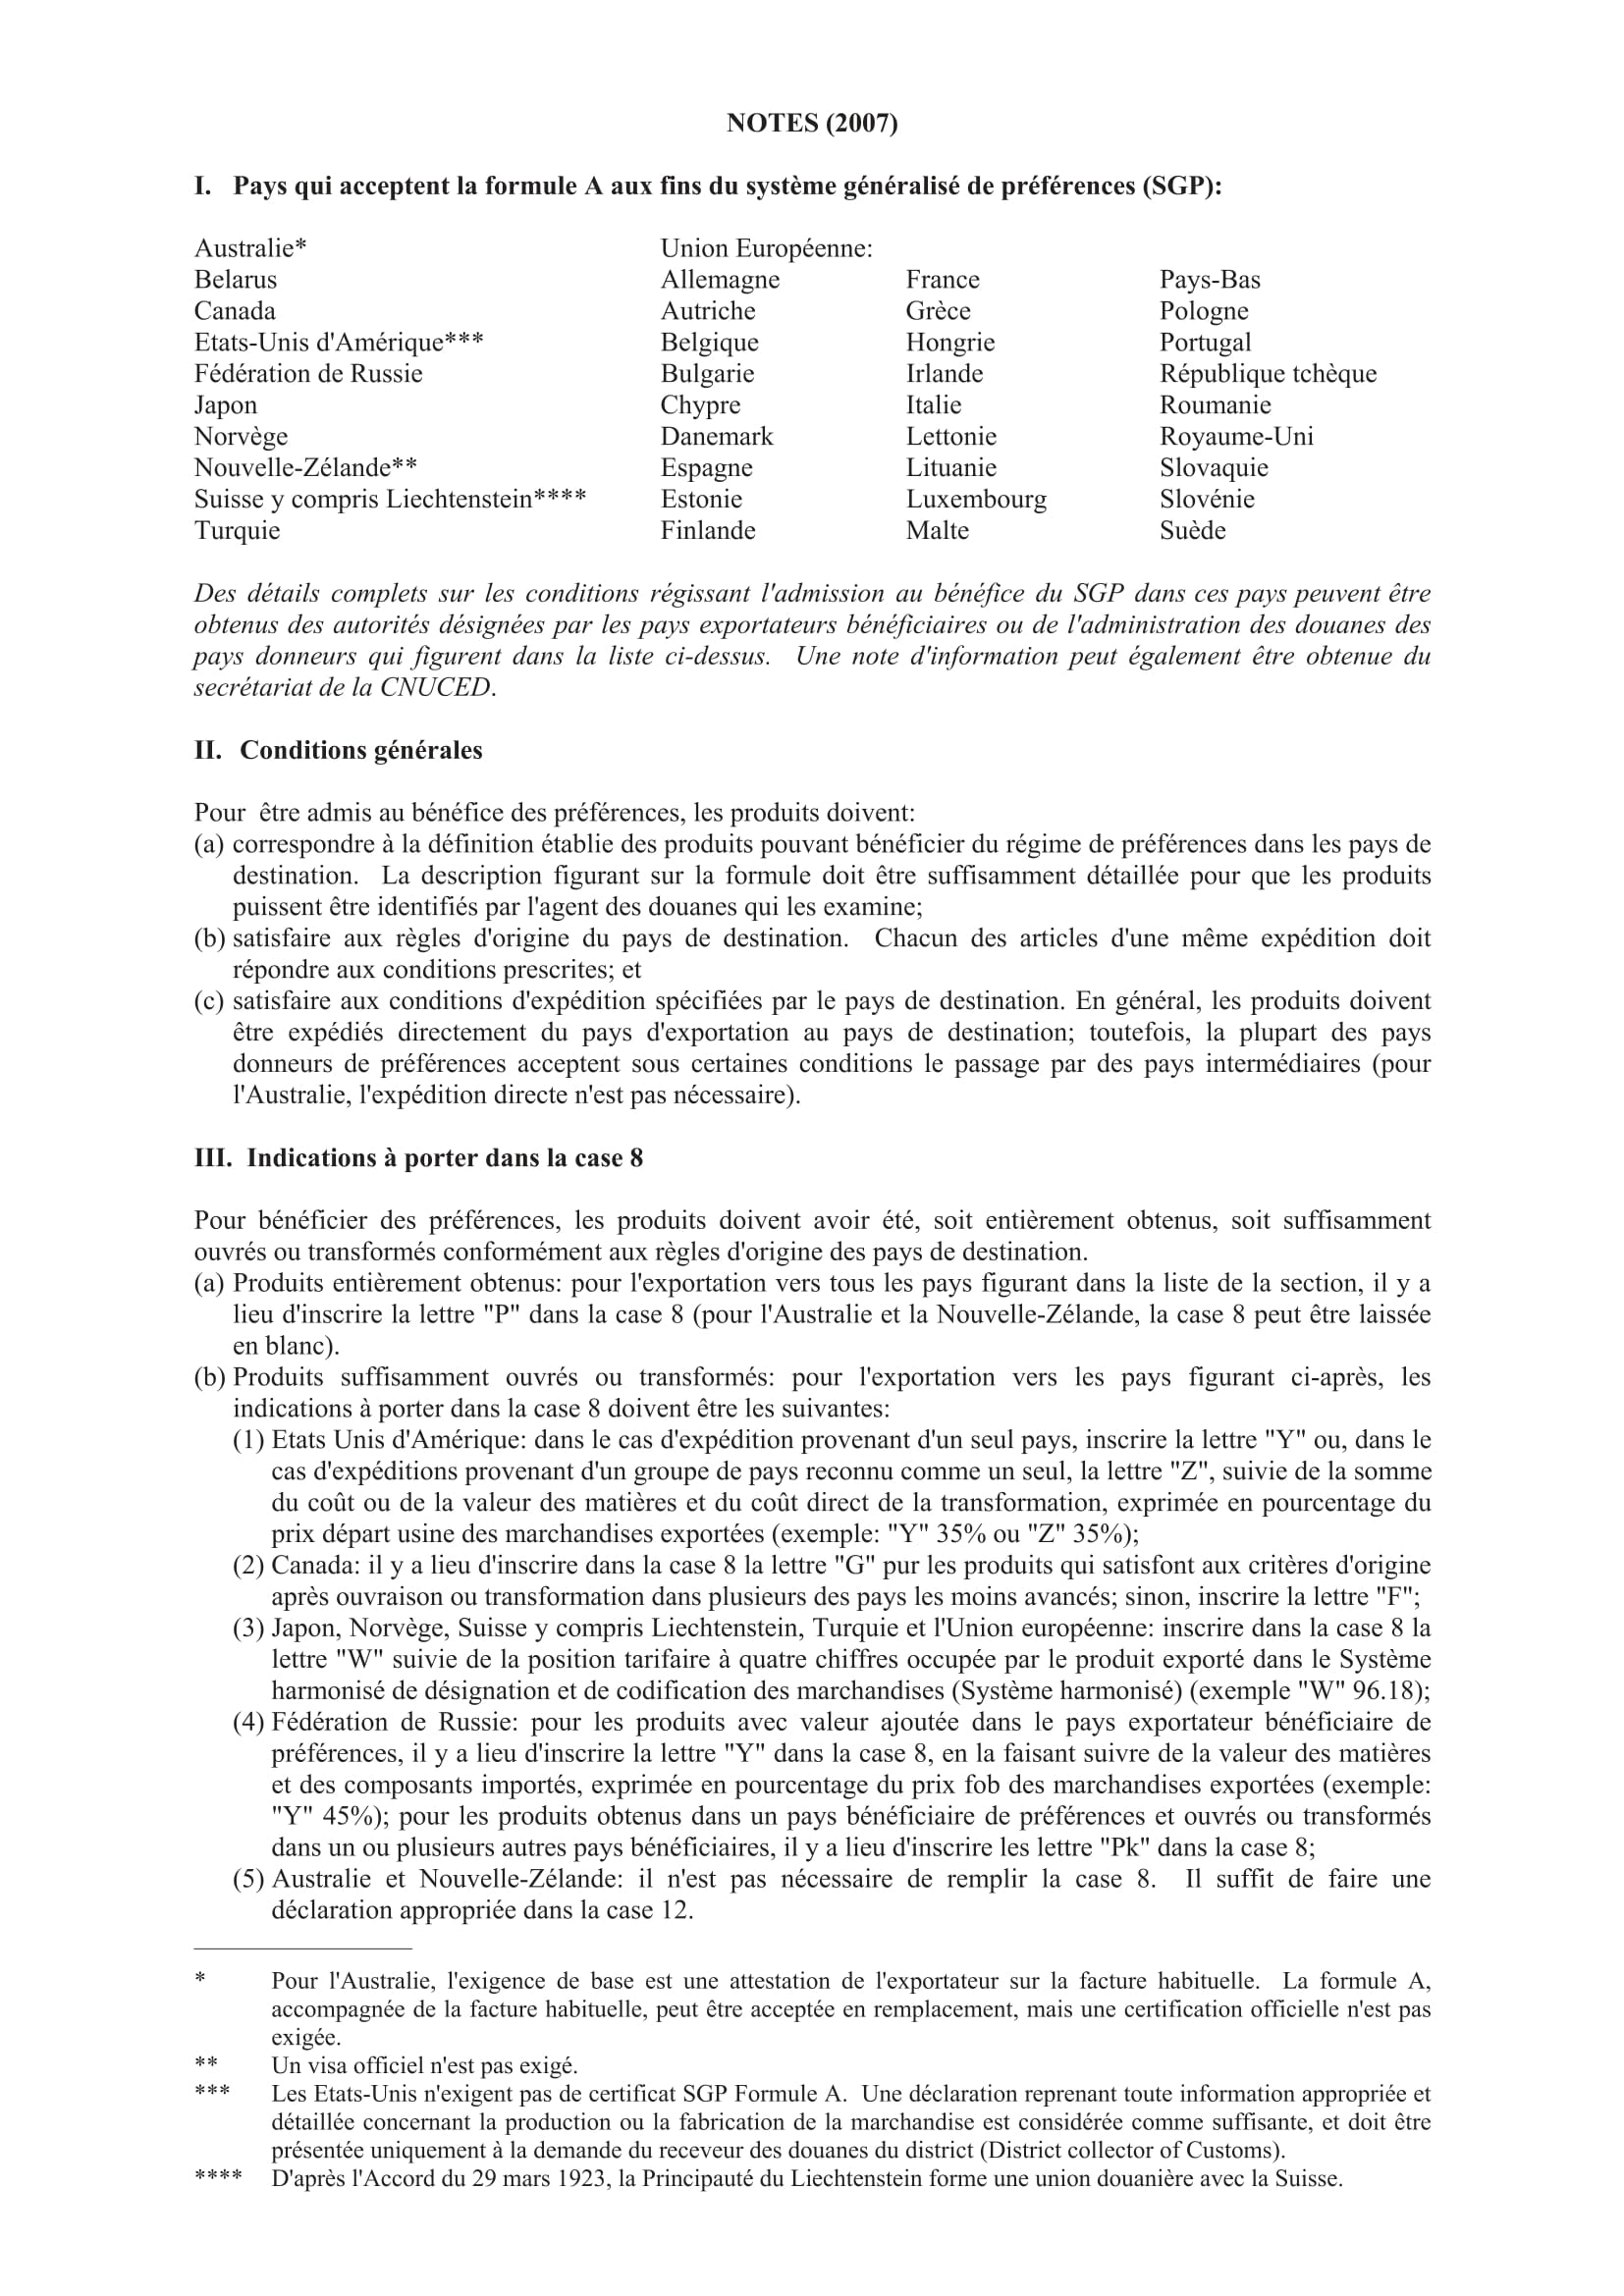 NOTES (2007)
I. Pays qui acceptent la formule A aux fins du système généralisé de préférences (SGP):
Australie* Union Européenne:
Belarus Allemagne France Pays-Bas
Canada Autriche Grèce Pologne
Etats-Unis d'Amérique*** Belgique Hongrie Portugal
Fédération de Russie Bulgarie Irlande République tchèque
Japon Chypre Italie Roumanie
Norvège Danemark Lettonie Royaume-Uni
Nouvelle-Zélande** Espagne Lituanie Slovaquie
Suisse y compris Liechtenstein**** Estonie Luxembourg Slovénie
Turquie Finlande Malte Suède
Des détails complets sur les conditions régissant l'admission au bénéfice du SGP dans ces pays peuvent être
obtenus des autorités désignées par les pays exportateurs bénéficiaires ou de l'administration des douanes des
pays donneurs qui figurent dans la liste ci-dessus. Une note d'information peut également être obtenue du
secrétariat de la CNUCED.
II. Conditions générales
Pour être admis au bénéfice des préférences, les produits doivent:
(a) correspondre à la définition établie des produits pouvant bénéficier du régime de préférences dans les pays de
destination. La description figurant sur la formule doit être suffisamment détaillée pour que les produits
puissent être identifiés par l'agent des douanes qui les examine;
(b) satisfaire aux règles d'origine du pays de destination. Chacun des articles d'une même expédition doit
répondre aux conditions prescrites; et
(c) satisfaire aux conditions d'expédition spécifiées par le pays de destination. En général, les produits doivent
être expédiés directement du pays d'exportation au pays de destination; toutefois, la plupart des pays
donneurs de préférences acceptent sous certaines conditions le passage par des pays intermédiaires (pour
l'Australie, l'expédition directe n'est pas nécessaire).
III. Indications à porter dans la case 8
Pour bénéficier des préférences, les produits doivent avoir été, soit entièrement obtenus, soit suffisamment
ouvrés ou transformés conformément aux règles d'origine des pays de destination.
(a) Produits entièrement obtenus: pour l'exportation vers tous les pays figurant dans la liste de la section, il y a
lieu d'inscrire la lettre "P" dans la case 8 (pour l'Australie et la Nouvelle-Zélande, la case 8 peut être laissée
en blanc).
(b) Produits suffisamment ouvrés ou transformés: pour l'exportation vers les pays figurant ci-après, les
indications à porter dans la case 8 doivent être les suivantes:
(1) Etats Unis d'Amérique: dans le cas d'expédition provenant d'un seul pays, inscrire la lettre "Y" ou, dans le
cas d'expéditions provenant d'un groupe de pays reconnu comme un seul, la lettre "Z", suivie de la somme
du coût ou de la valeur des matières et du coût direct de la transformation, exprimée en pourcentage du
prix départ usine des marchandises exportées (exemple: "Y" 35% ou "Z" 35%);
(2) Canada: il y a lieu d'inscrire dans la case 8 la lettre "G" pur les produits qui satisfont aux critères d'origine
après ouvraison ou transformation dans plusieurs des pays les moins avancés; sinon, inscrire la lettre "F";
(3) Japon, Norvège, Suisse y compris Liechtenstein, Turquie et l'Union européenne: inscrire dans la case 8 la
lettre "W" suivie de la position tarifaire à quatre chiffres occupée par le produit exporté dans le Système
harmonisé de désignation et de codification des marchandises (Système harmonisé) (exemple "W" 96.18);
(4) Fédération de Russie: pour les produits avec valeur ajoutée dans le pays exportateur bénéficiaire de
préférences, il y a lieu d'inscrire la lettre "Y" dans la case 8, en la faisant suivre de la valeur des matières
et des composants importés, exprimée en pourcentage du prix fob des marchandises exportées (exemple:
"Y" 45%); pour les produits obtenus dans un pays bénéficiaire de préférences et ouvrés ou transformés
dans un ou plusieurs autres pays bénéficiaires, il y a lieu d'inscrire les lettre "Pk" dans la case 8;
(5) Australie et Nouvelle-Zélande: il n'est pas nécessaire de remplir la case 8. Il suffit de faire une
déclaration appropriée dans la case 12.
* Pour l'Australie, l'exigence de base est une attestation de l'exportateur sur la facture habituelle. La formule A,
accompagnée de la facture habituelle, peut être acceptée en remplacement, mais une certification officielle n'est pas
exigée.
** Un visa officiel n'est pas exigé.
*** Les Etats-Unis n'exigent pas de certificat SGP Formule A. Une déclaration reprenant toute information appropriée et
détaillée concernant la production ou la fabrication de la marchandise est considérée comme suffisante, et doit être
présentée uniquement à la demande du receveur des douanes du district (District collector of Customs).
**** D'après l'Accord du 29 mars 1923, la Principauté du Liechtenstein forme une union douanière avec la Suisse.